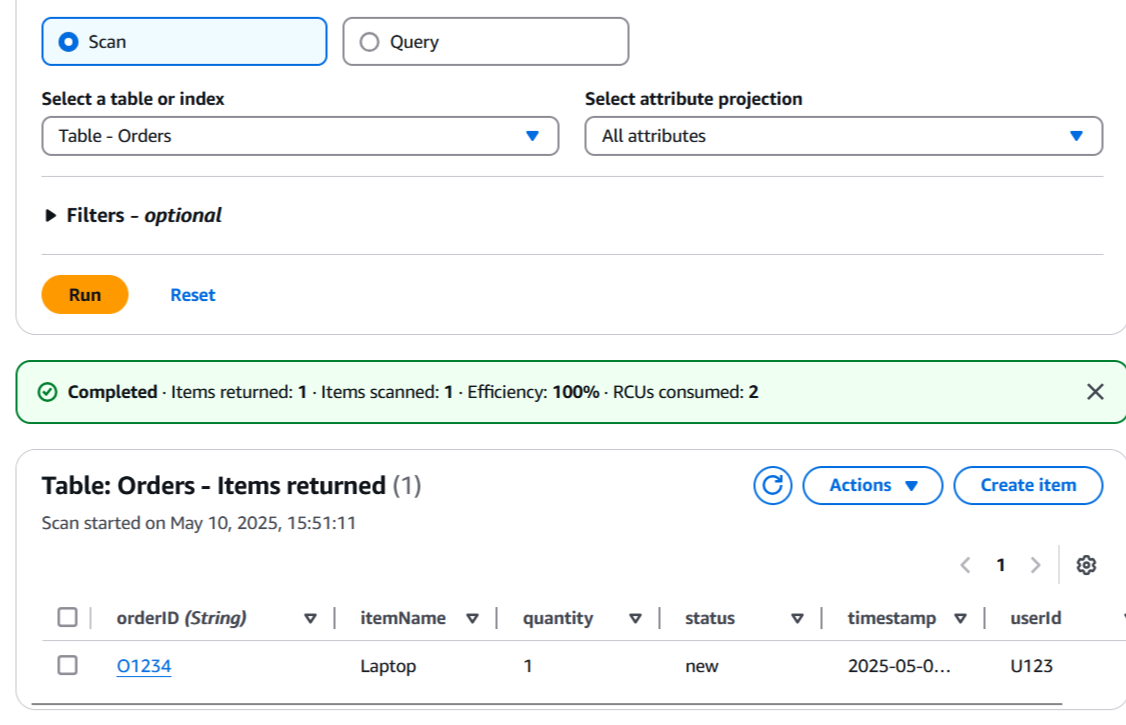 Scan Query
Select a table or index Select attribute projection
Table - Orders All attributes
Filters - optional
Run Reset
Completed · Items returned: 1 · Items scanned: 1 · Efficiency: 100% · RCUs consumed: 2
Table: Orders - Items returned (1)
Actions Create item
Scan started on May 10, 2025, 15:51:11
1
orderID (String) itemName quantity status timestamp userId
O1234 Laptop 1 new 2025-05-0... U123